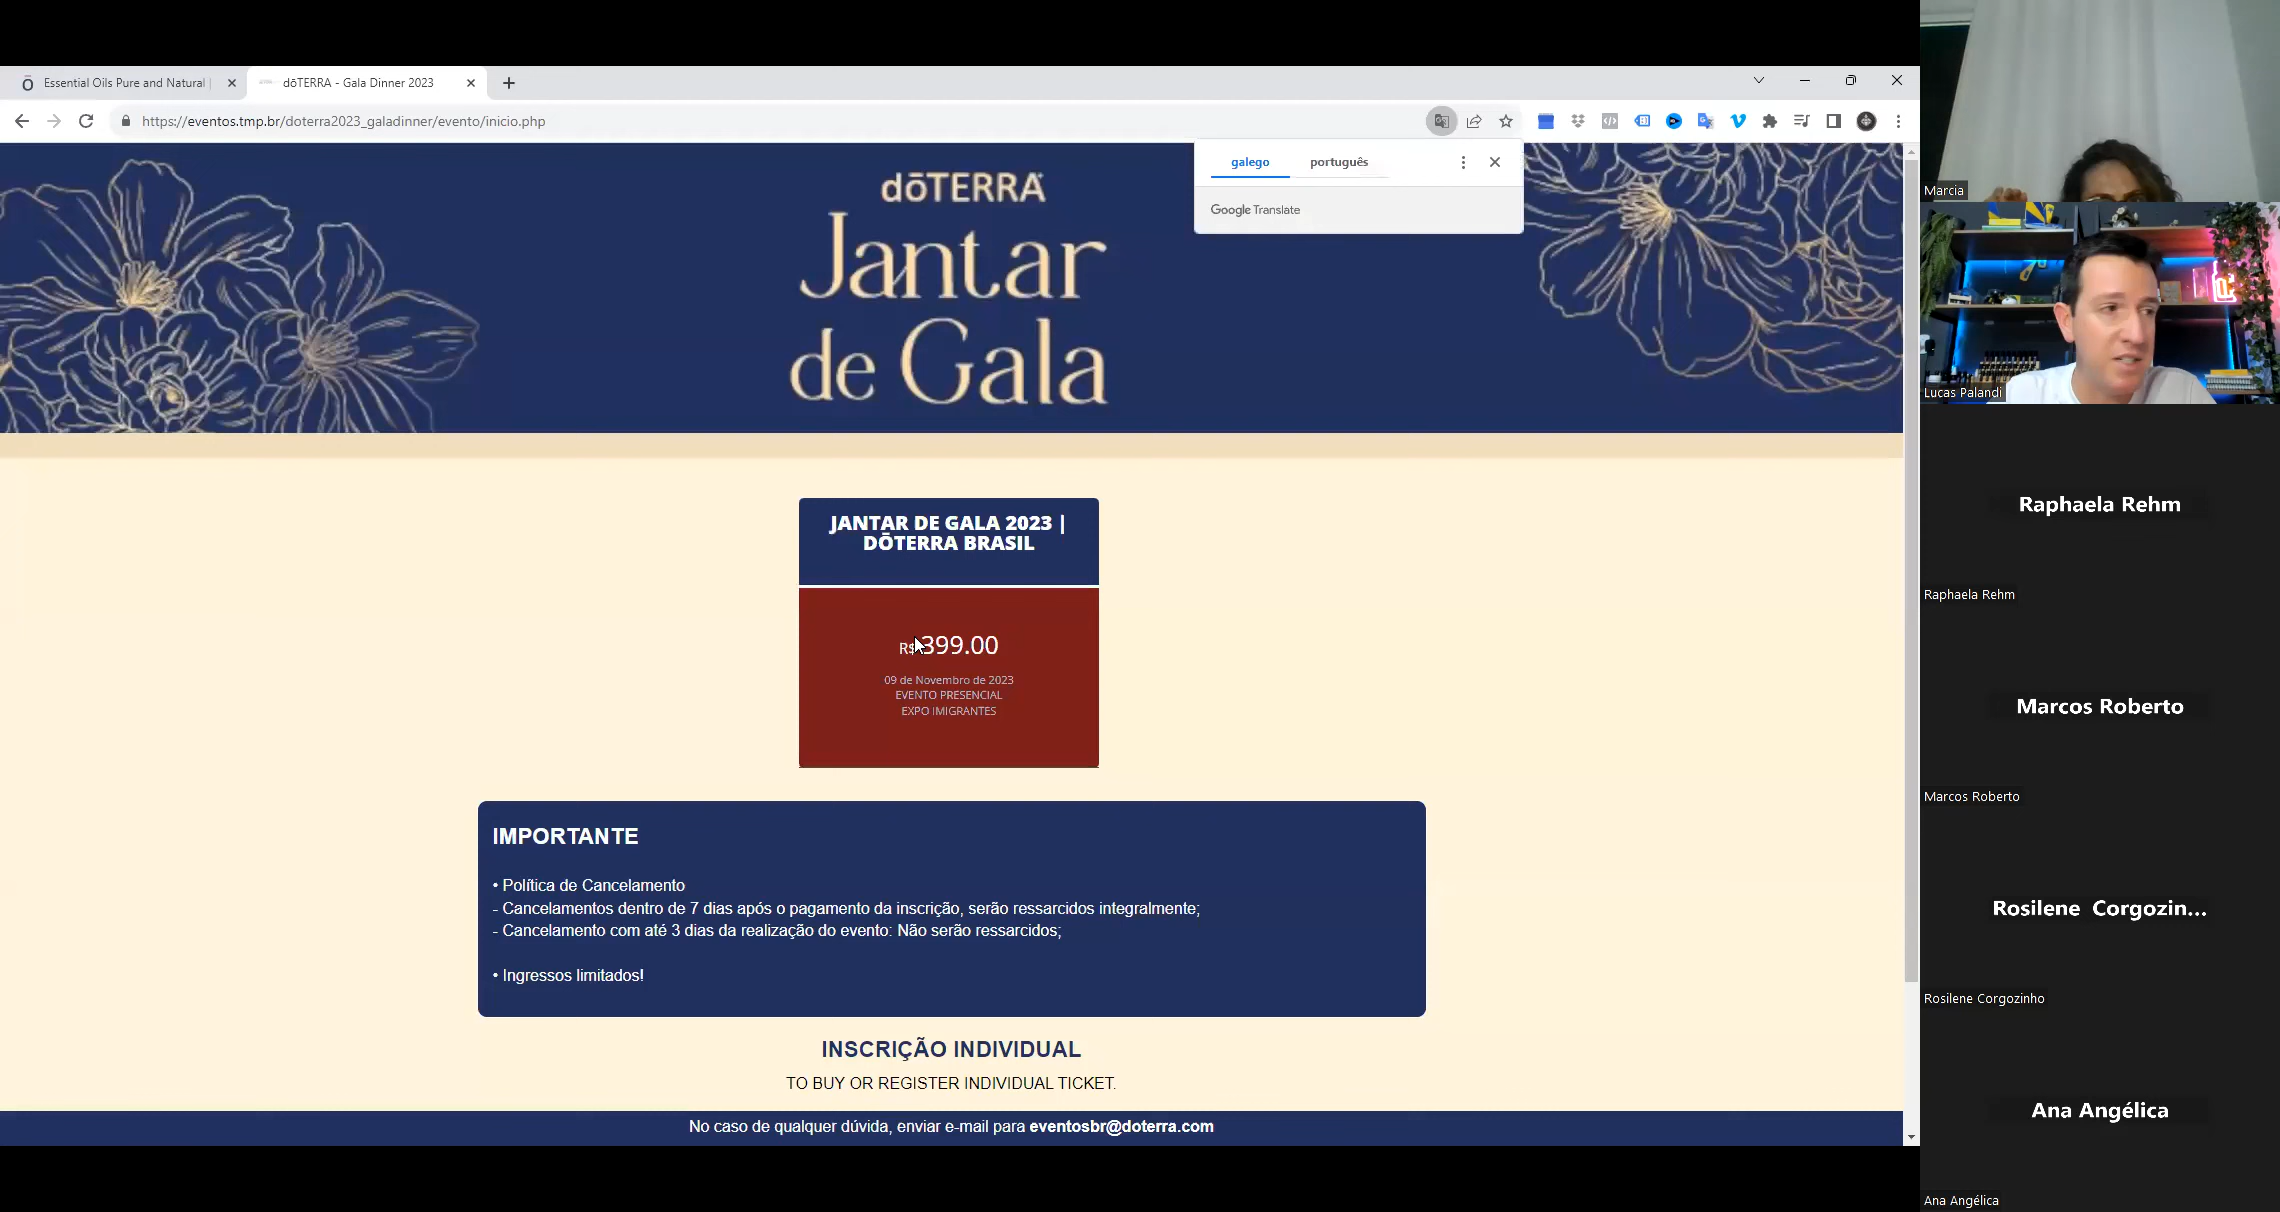 Essential Oils Pure and Natural |
dōTERRA - Gala Dinner 2023
https://eventos.tmp.br/doterra2023_galadinner/evento/inicio.php
galego português
Google Translate
dōTERRA
Jantar
de Gala
JANTAR DE GALA 2023 |
DŌTERRA BRASIL
R$399.00
09 de Novembro de 2023
EVENTO PRESENCIAL
EXPO IMIGRANTES
IMPORTANTE
• Política de Cancelamento
- Cancelamentos dentro de 7 dias após o pagamento da inscrição, serão ressarcidos integralmente;
- Cancelamento com até 3 dias da realização do evento: Não serão ressarcidos;
• Ingressos limitados!
INSCRIÇÃO INDIVIDUAL
TO BUY OR REGISTER INDIVIDUAL TICKET.
No caso de qualquer dúvida, enviar e-mail para eventosbr@doterra.com
Marcia
Lucas Palandi
Raphaela Rehm
Raphaela Rehm
Marcos Roberto
Marcos Roberto
Rosilene Corgozin...
Rosilene Corgozinho
Ana Angélica
Ana Angélica